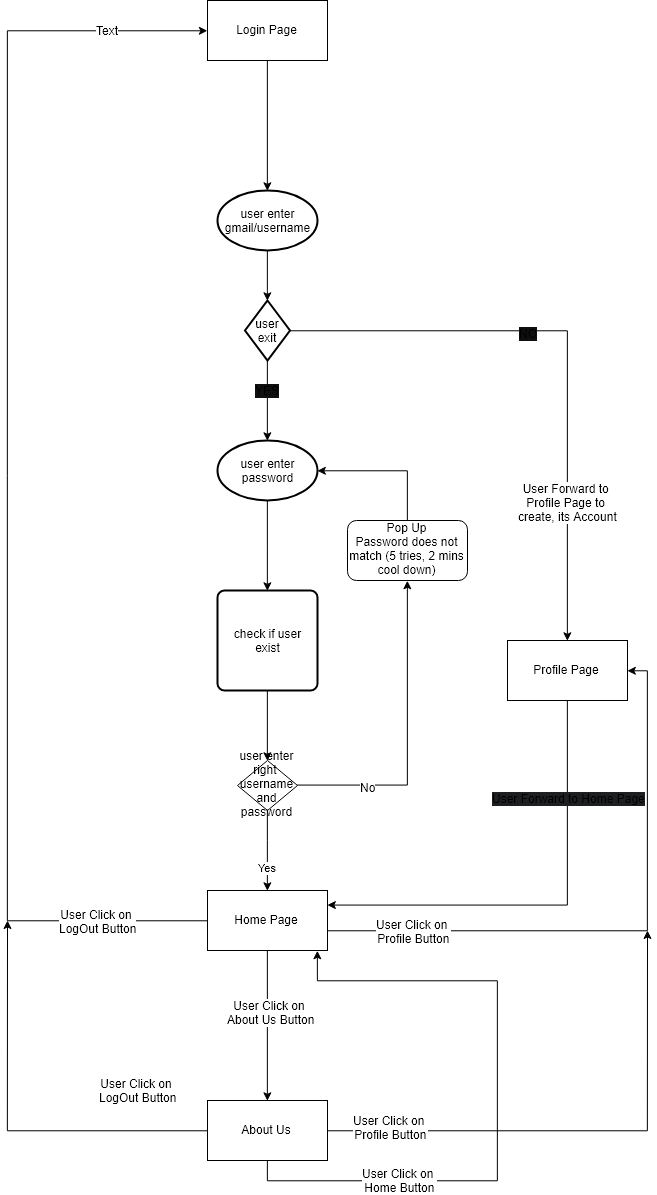 Text
Login Page
user enter
gmail/username
user
exit
YES
user enter
password
User Forward to
Profile Page to
create, its Account
Pop Up
Password does not
match (5 tries, 2 mins
cool down)
check if user
exist
Profile Page
user enter
right
username
and
password
No
User Forward to Home Page
Yes
Home Page
User Click on
LogOut Button
User Click on
Profile Button
User Click on
About Us Button
User Click on
LogOut Button
About Us
User Click on
Profile Button
User Click on
Home Button